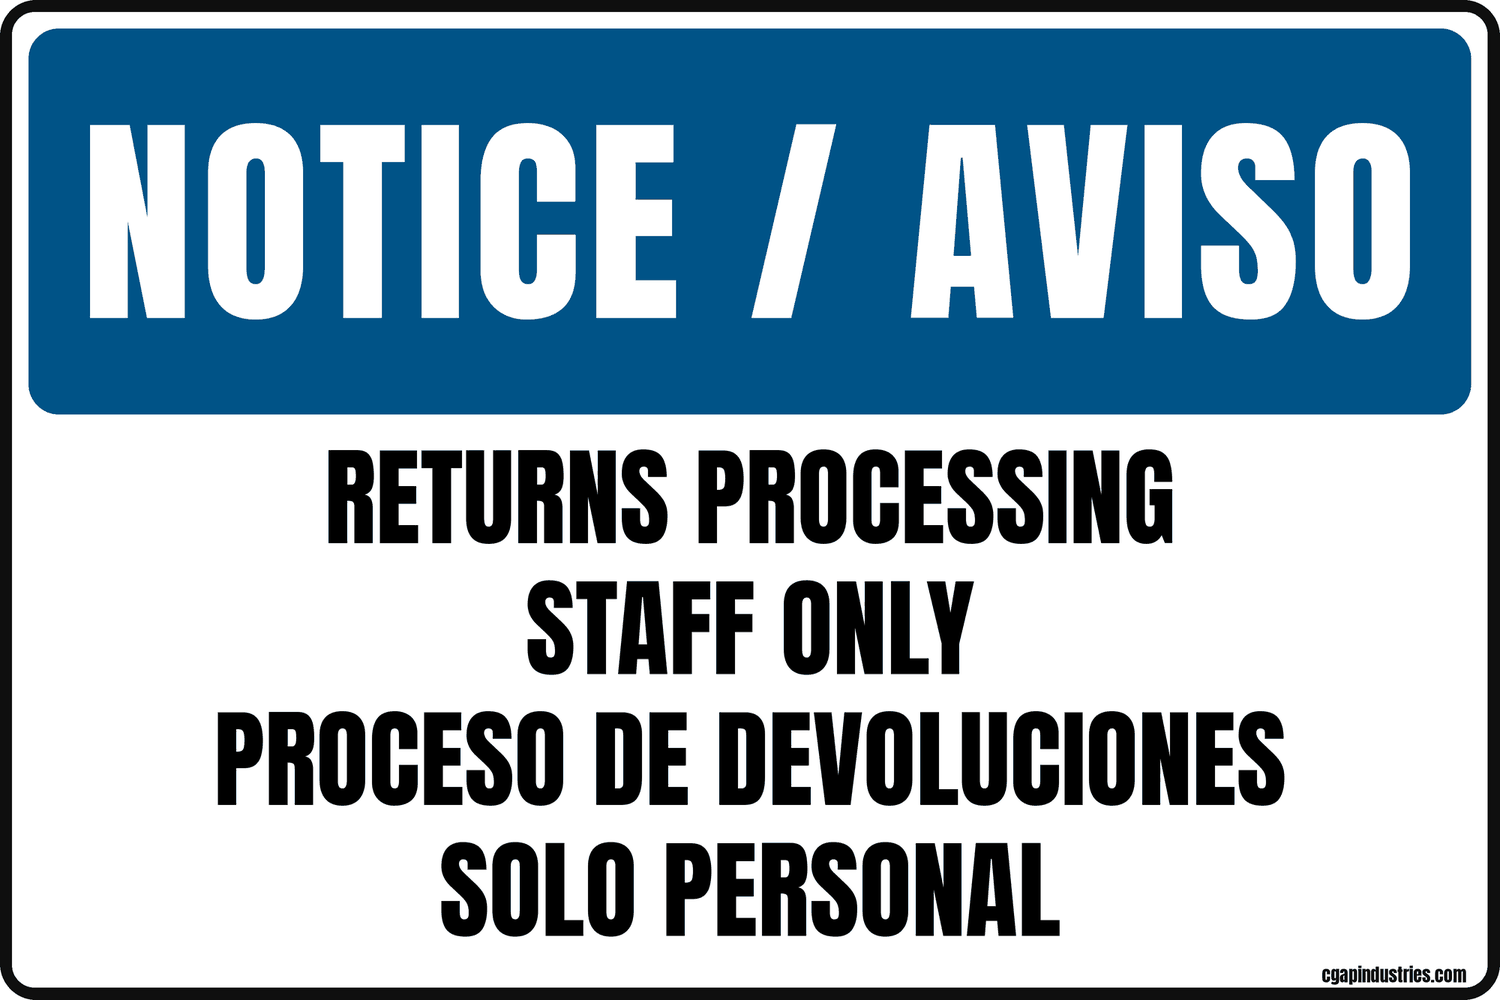 NOTICE / AVISO
RETURNS PROCESSING
STAFF ONLY
PROCESO DE DEVOLUCIONES
SOLO PERSONAL
cgapindustries.com